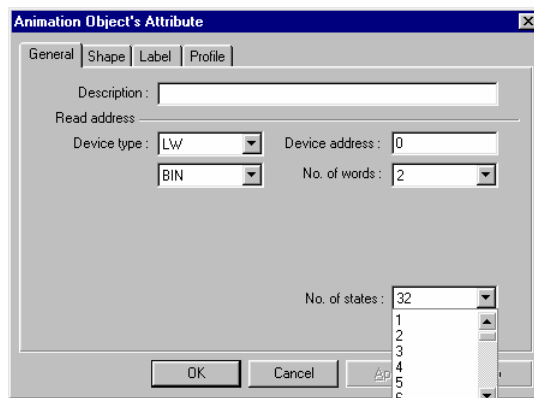 Animation Object's Attribute
General Shape Label Profile
Description :
Read address
Device type : LW Device address : 0
BIN No. of words : 2
No. of states : 32
1
2
3
4
5
OK Cancel